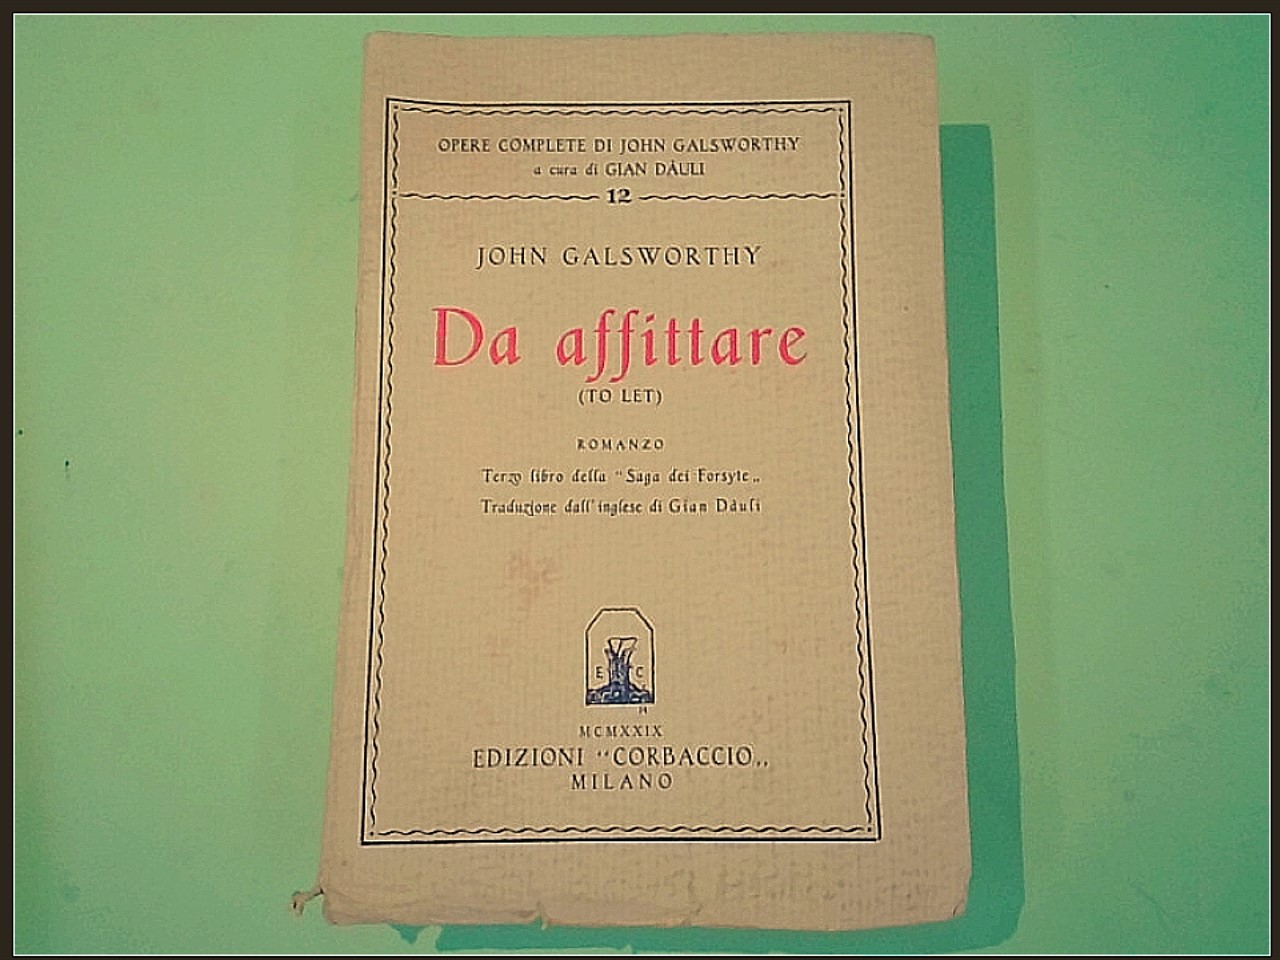 OPERE COMPLETE DI JOHN GALSWORTHY
a cura di GIAN DÀULI
12
JOHN GALSWORTHY
Da affittare
(TO LET)
ROMANZO
Terzo libro della “Saga dei Forsyte„
Traduzione dall'inglese di Gian Dàuli
E C
MCMXXIX
EDIZIONI “CORBACCIO„
MILANO